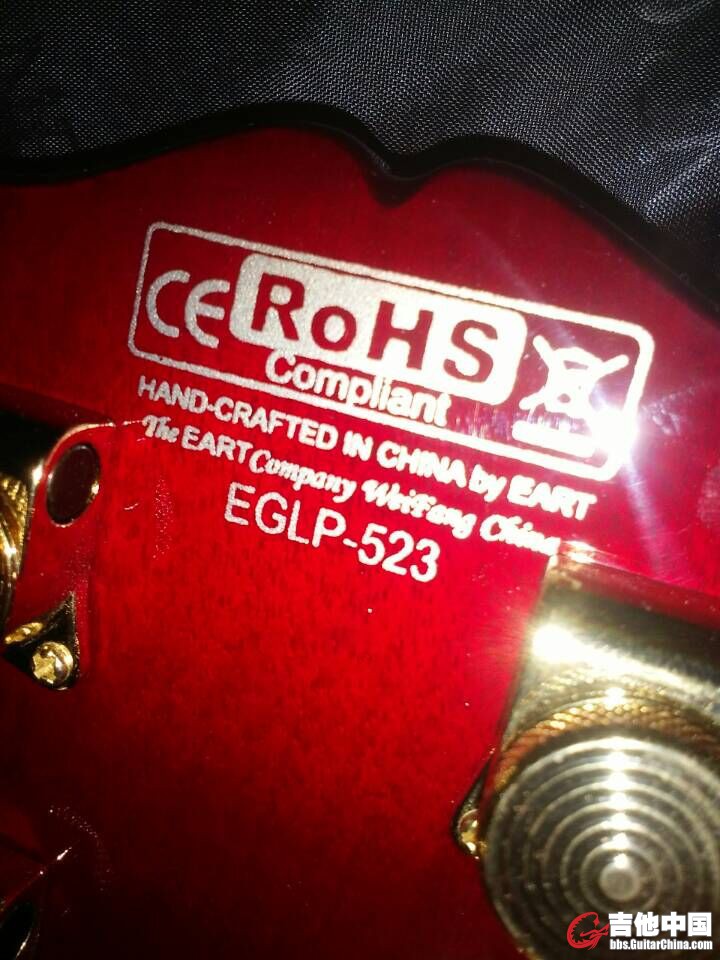 CE RoHS
Compliant
HAND-CRAFTED IN CHINA by EART
The EART Company WeiFang China
EGLP-523
吉他中国
bbs.GuitarChina.com